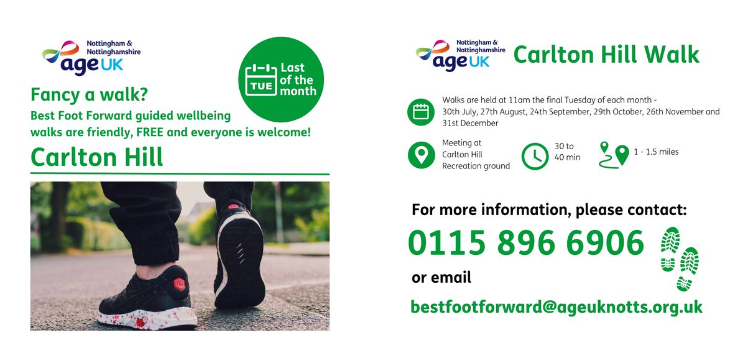 Nottingham &
Nottinghamshire
ageUK
TUE
Last
of the
month
Fancy a walk?
Best Foot Forward guided wellbeing
walks are friendly, FREE and everyone is welcome!
Carlton Hill
Nottingham &
Nottinghamshire
ageUK
Carlton Hill Walk
Walks are held at 11am the final Tuesday of each month -
30th July, 27th August, 24th September, 29th October, 26th November and
31st December
Meeting at
Carlton Hill
Recreation ground
30 to
40 min
1 - 1.5 miles
For more information, please contact:
0115 896 6906
or email
bestfootforward@ageuknotts.org.uk